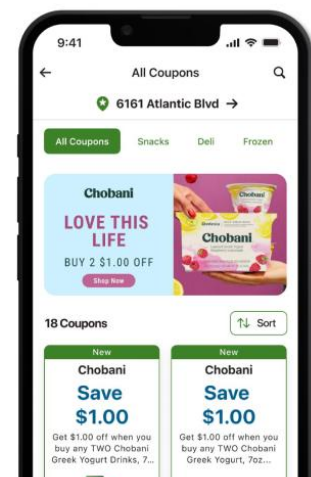 9:41
All Coupons
6161 Atlantic Blvd →
All Coupons Snacks Deli Frozen
Chobani
LOVE THIS
LIFE
BUY 2 $1.00 OFF
Shop Now
Chobani
Chobani
18 Coupons
Sort
New
Chobani
Save
$1.00
Get $1.00 off when you
buy any TWO Chobani
Greek Yogurt Drinks, 7...
New
Chobani
Save
$1.00
Get $1.00 off when you
buy any TWO Chobani
Greek Yogurt, 7oz...